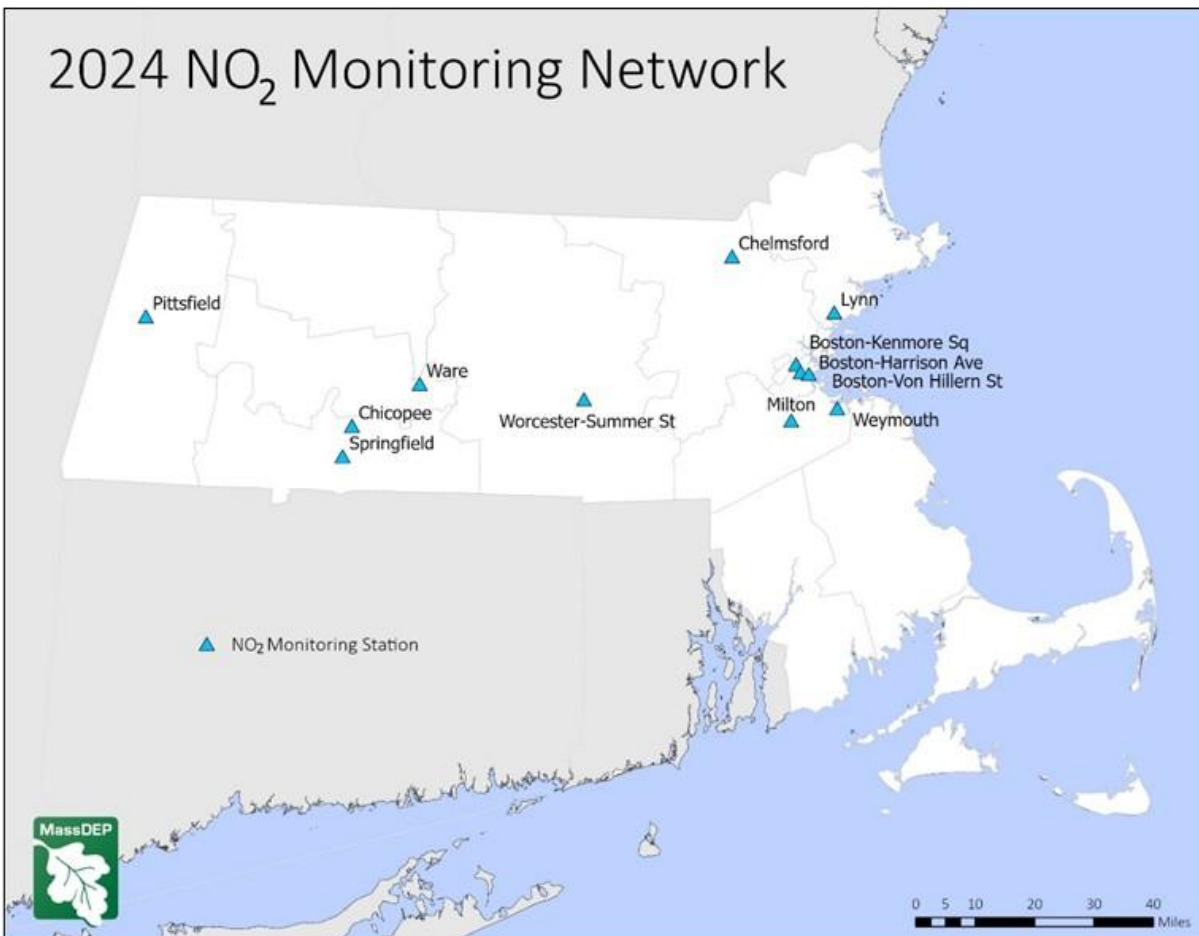 2024 NO₂ Monitoring Network
Chelmsford
Pittsfield
Lynn
Boston-Kenmore Sq
Boston-Harrison Ave
Boston-Von Hillern St
Ware
Milton
Chicopee
Worcester-Summer St
Weymouth
Springfield
NO₂ Monitoring Station
MassDEP
0 5 10 20 30 40
Miles